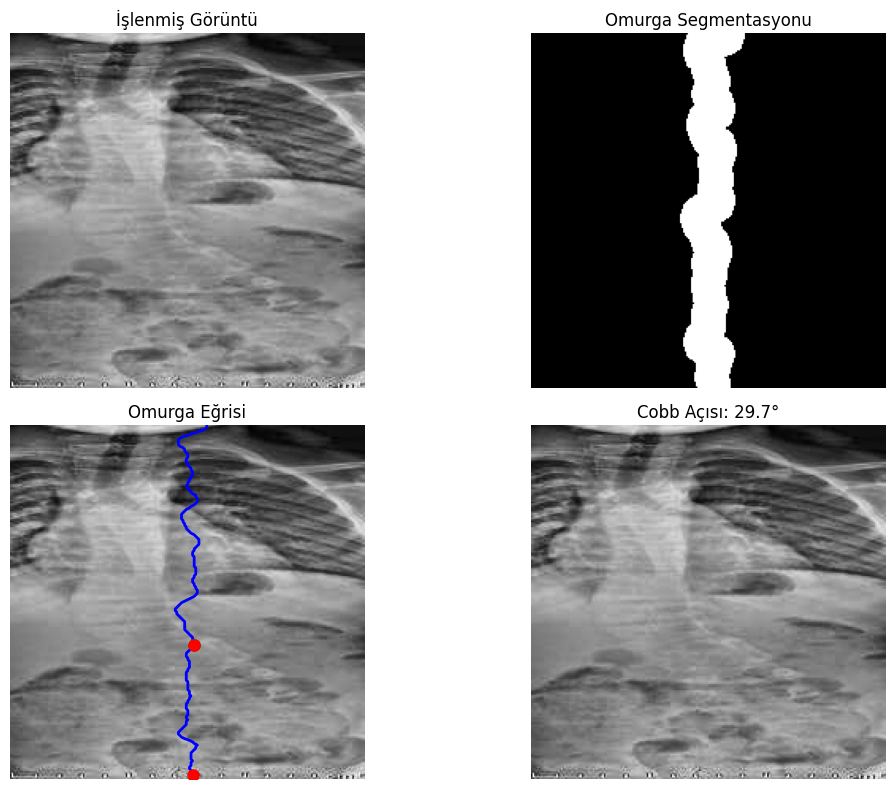 İşlenmiş Görüntü
Omurga Segmentasyonu
Omurga Eğrisi
Cobb Açısı: 29.7°